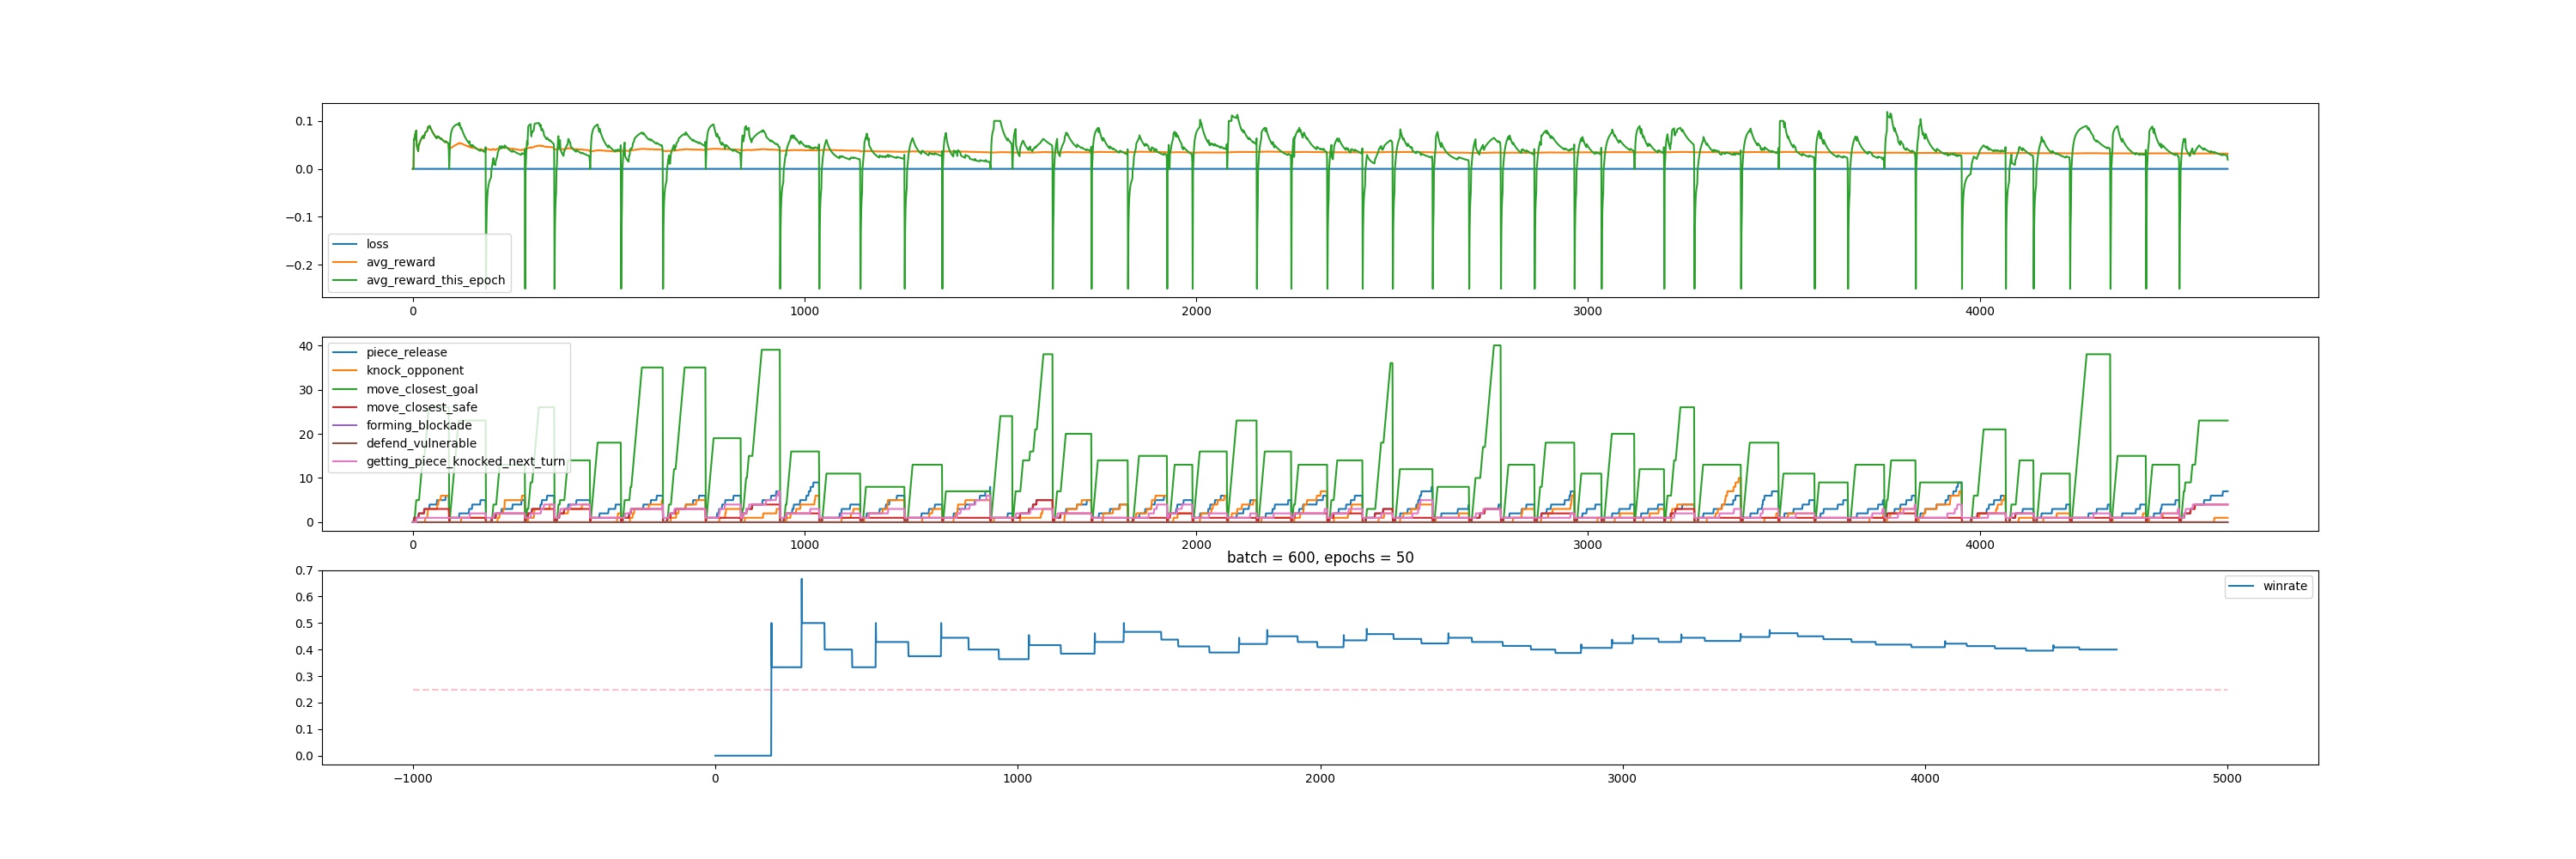 0.1
0.0
−0.1
−0.2
loss
avg_reward
avg_reward_this_epoch
0 1000 2000 3000 4000
40
30
20
10
0
piece_release
knock_opponent
move_closest_goal
move_closest_safe
forming_blockade
defend_vulnerable
getting_piece_knocked_next_turn
0 1000 2000 3000 4000
batch = 600, epochs = 50
0.7
0.6
0.5
0.4
0.3
0.2
0.1
0.0
winrate
−1000 0 1000 2000 3000 4000 5000